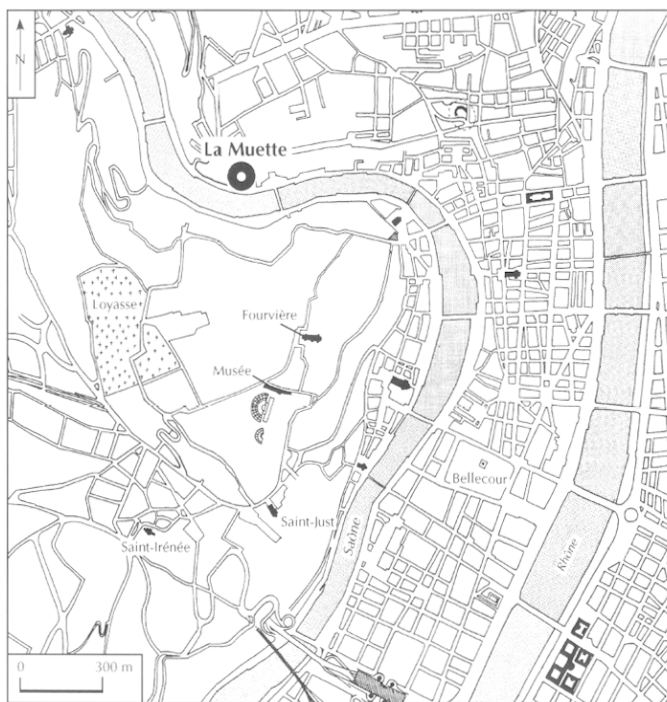 N
La Muette
Loyasse
Fourvière
Musée
Bellecour
Saint-Just
Saône
Saint-Irénée
Rhône
0 300 m